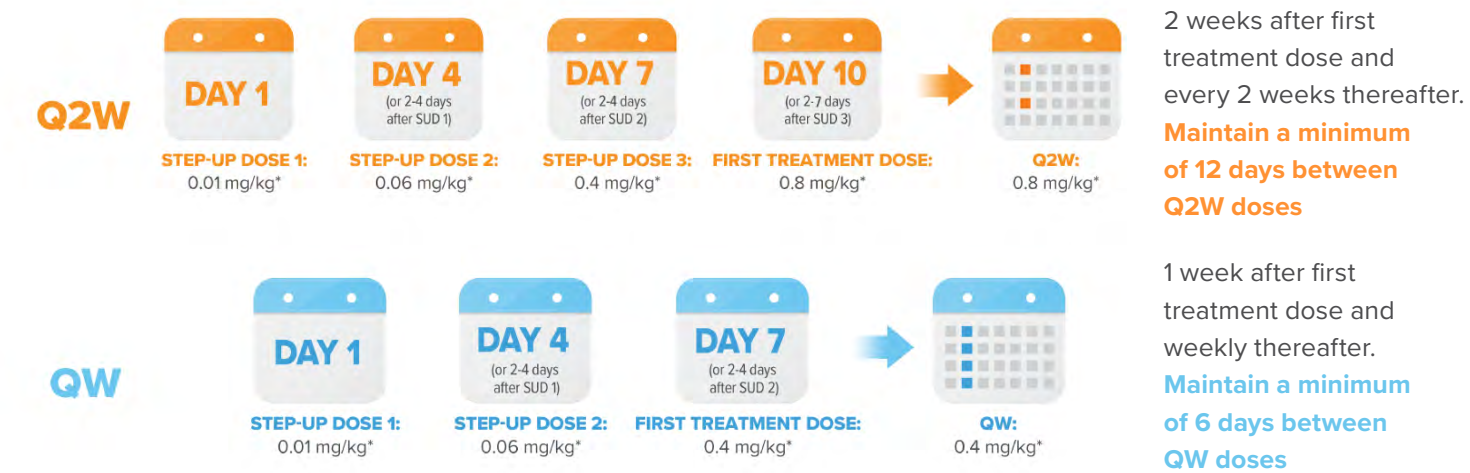 Q2W
DAY 1
STEP-UP DOSE 1:
0.01 mg/kg*
DAY 4
(or 2-4 days
after SUD 1)
STEP-UP DOSE 2:
0.06 mg/kg*
DAY 7
(or 2-4 days
after SUD 2)
STEP-UP DOSE 3:
0.4 mg/kg*
DAY 10
(or 2-7 days
after SUD 3)
FIRST TREATMENT DOSE:
0.8 mg/kg*
Q2W:
0.8 mg/kg*
2 weeks after first
treatment dose and
every 2 weeks thereafter.
Maintain a minimum
of 12 days between
Q2W doses
QW
DAY 1
STEP-UP DOSE 1:
0.01 mg/kg*
DAY 4
(or 2-4 days
after SUD 1)
STEP-UP DOSE 2:
0.06 mg/kg*
DAY 7
(or 2-4 days
after SUD 2)
FIRST TREATMENT DOSE:
0.4 mg/kg*
QW:
0.4 mg/kg*
1 week after first
treatment dose and
weekly thereafter.
Maintain a minimum
of 6 days between
QW doses